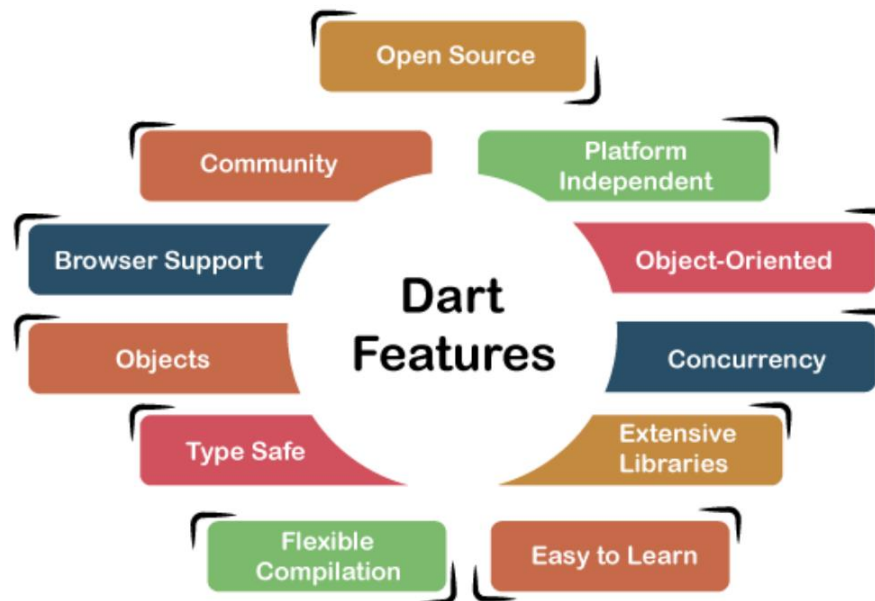 Open Source
Community
Platform
Independent
Browser Support
Object-Oriented
Dart
Features
Objects
Concurrency
Type Safe
Extensive
Libraries
Flexible
Compilation
Easy to Learn